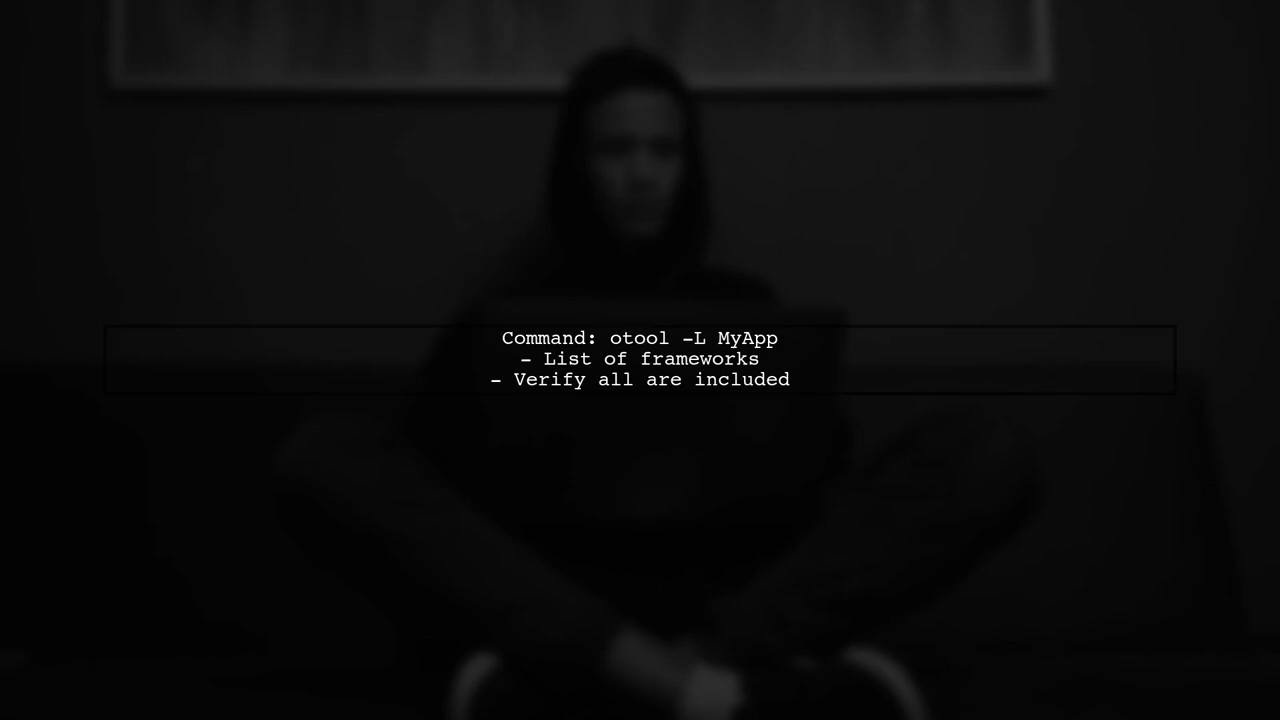 Command: otool -L MyApp
- List of frameworks
- Verify all are included